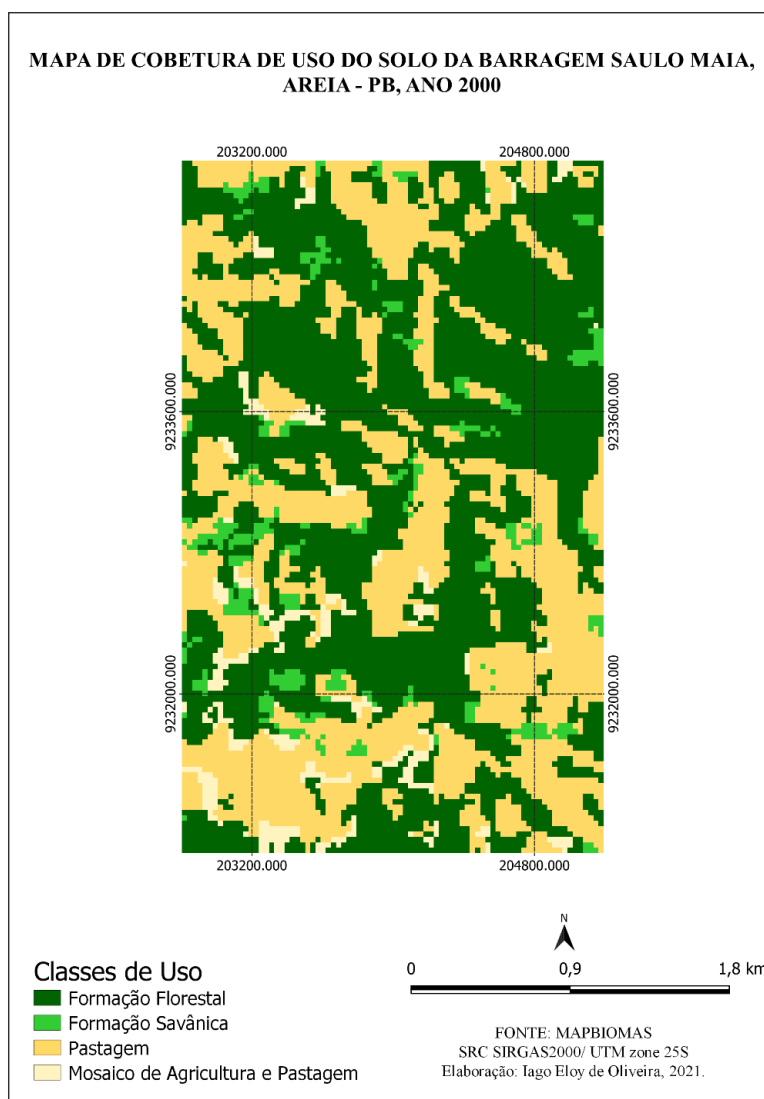 MAPA DE COBETURA DE USO DO SOLO DA BARRAGEM SAULO MAIA,
AREIA - PB, ANO 2000
203200.000
204800.000
9233600.000
9233600.000
9232000.000
9232000.000
203200.000
204800.000
N
Classes de Uso
Formação Florestal
Formação Savânica
Pastagem
Mosaico de Agricultura e Pastagem
0
0,9
1,8 km
FONTE: MAPBIOMAS
SRC SIRGAS2000/ UTM zone 25S
Elaboração: Iago Eloy de Oliveira, 2021.